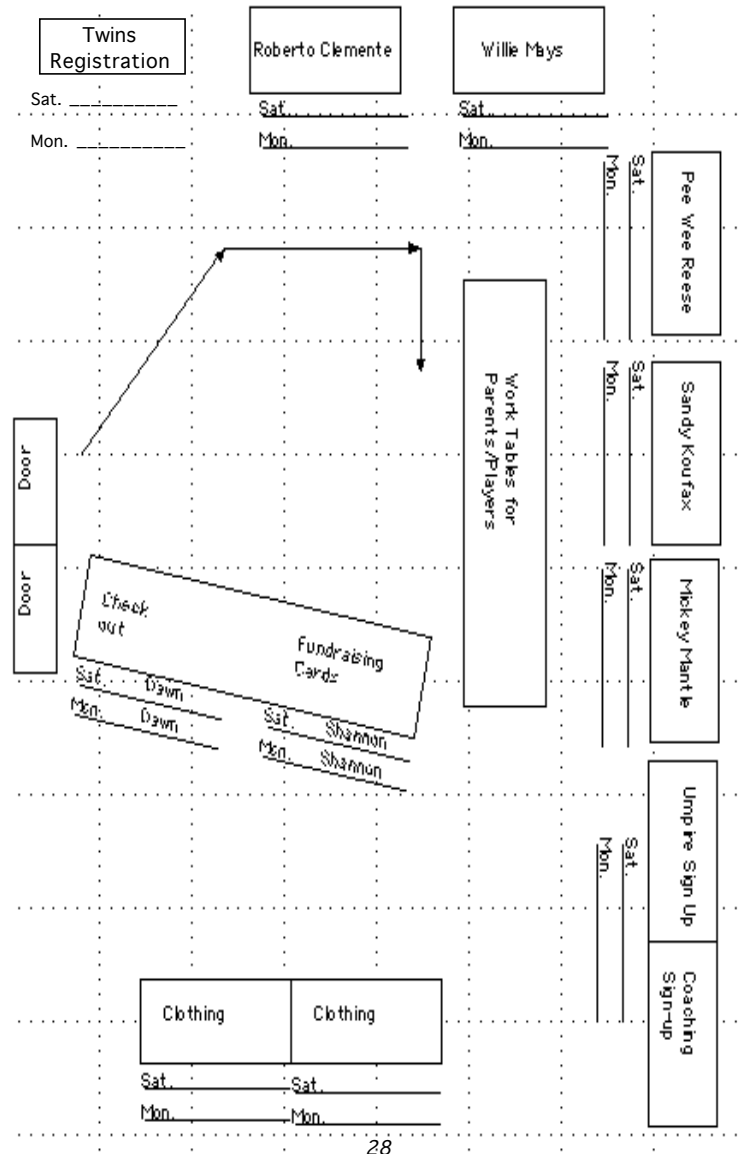 Twins
Registration
Sat. __________
Mon. __________
Roberto Clemente
Sat.
Mon.
Willie Mays
Sat.
Mon.
Pee Wee Reese
Sat.
Mon.
Sandy Koufax
Sat.
Mon.
Work Tables for
Parents/Players
Door
Door
Mickey Mantle
Sat.
Mon.
Check
out
Fundraising
Cards
Sat. Dawn
Mon. Dawn
Sat. Shannon
Mon. Shannon
Umpire Sign Up
Sat.
Mon.
Coaching
Sign-up
Clothing
Clothing
Sat.
Sat.
Mon.
Mon.
28